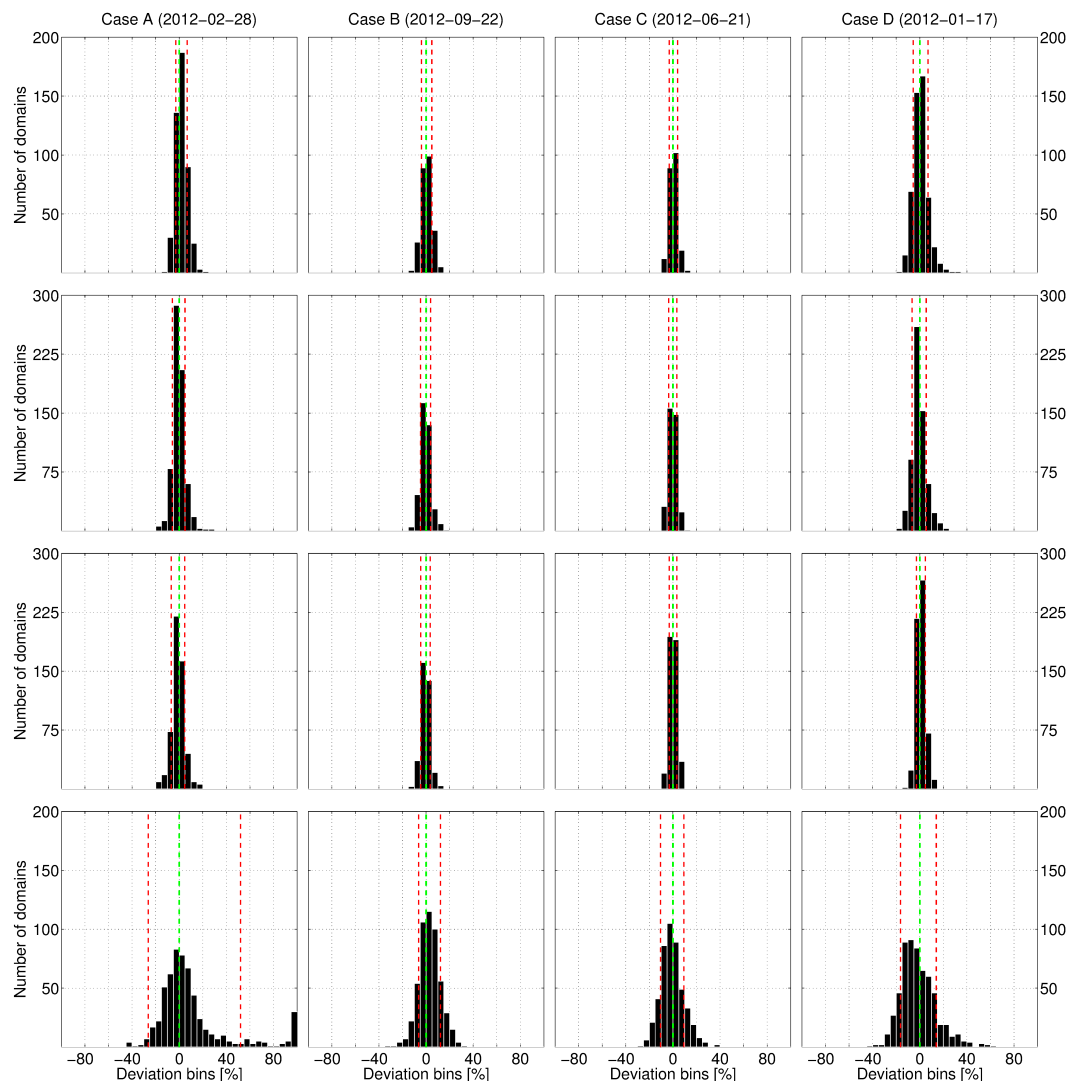 Case A (2012−02−28) Case B (2012−09−22) Case C (2012−06−21) Case D (2012−01−17)
200 200
150 150
Number of domains
100 100
50 50
300 300
225 225
Number of domains
150 150
75 75
300 300
225 225
Number of domains
150 150
75 75
200 200
150 150
Number of domains
100 100
50 50
−80 −40 0 40 80 −80 −40 0 40 80 −80 −40 0 40 80 −80 −40 0 40 80
Deviation bins [%] Deviation bins [%] Deviation bins [%] Deviation bins [%]